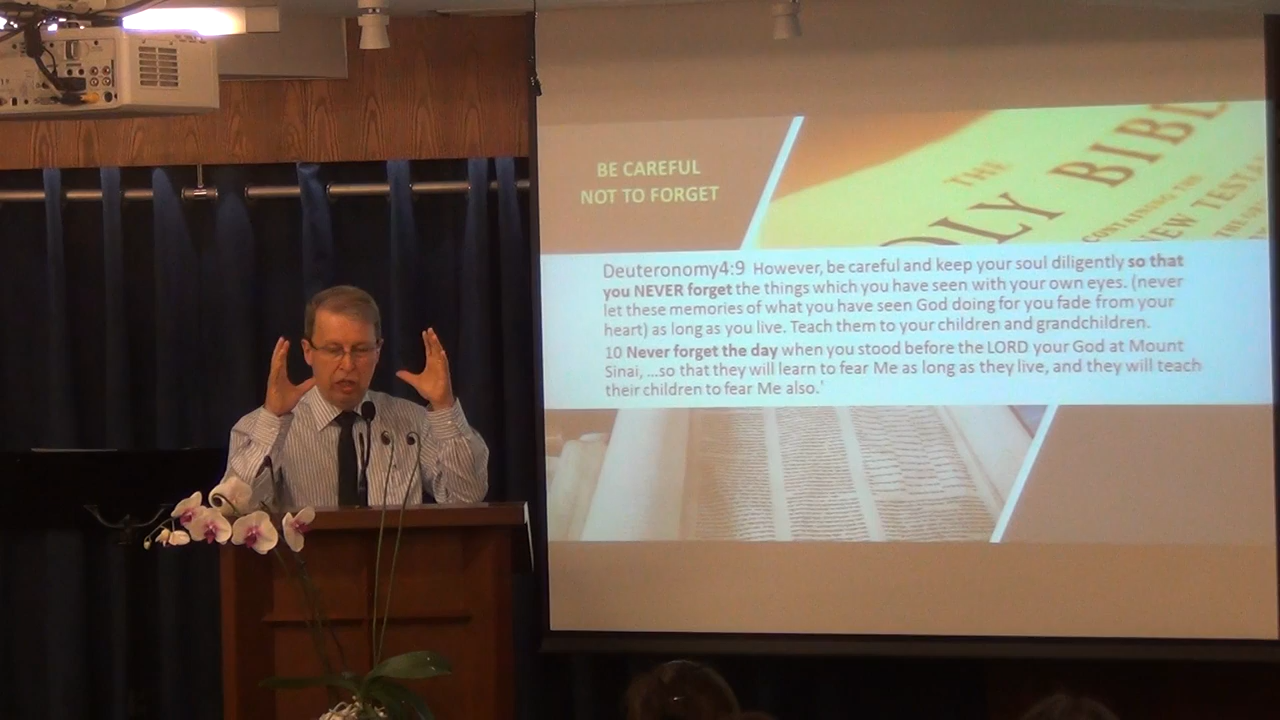 BE CAREFUL
NOT TO FORGET
THE
HOLY BIBL
CONTAINING THE
NEW TESTA
Deuteronomy4:9 However, be careful and keep your soul diligently so that
you NEVER forget the things which you have seen with your own eyes. (never
let these memories of what you have seen God doing for you fade from your
heart) as long as you live. Teach them to your children and grandchildren.
10 Never forget the day when you stood before the LORD your God at Mount
Sinai, ...so that they will learn to fear Me as long as they live, and they will teach
their children to fear Me also.'